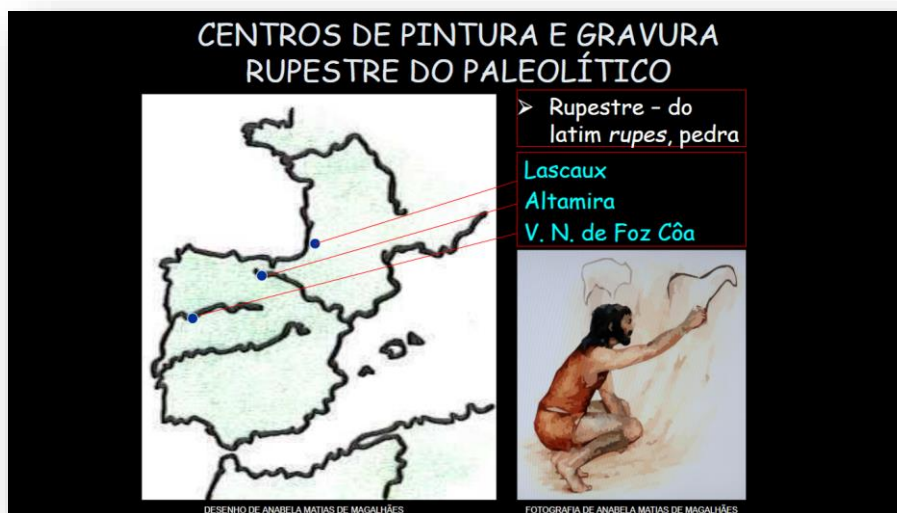 CENTROS DE PINTURA E GRAVURA
RUPESTRE DO PALEOLÍTICO
➢ Rupestre – do
latim rupes, pedra
Lascaux
Altamira
V. N. de Foz Côa
DESENHO DE ANABELA MATIAS DE MAGALHÃES
FOTOGRAFIA DE ANABELA MATIAS DE MAGALHÃES